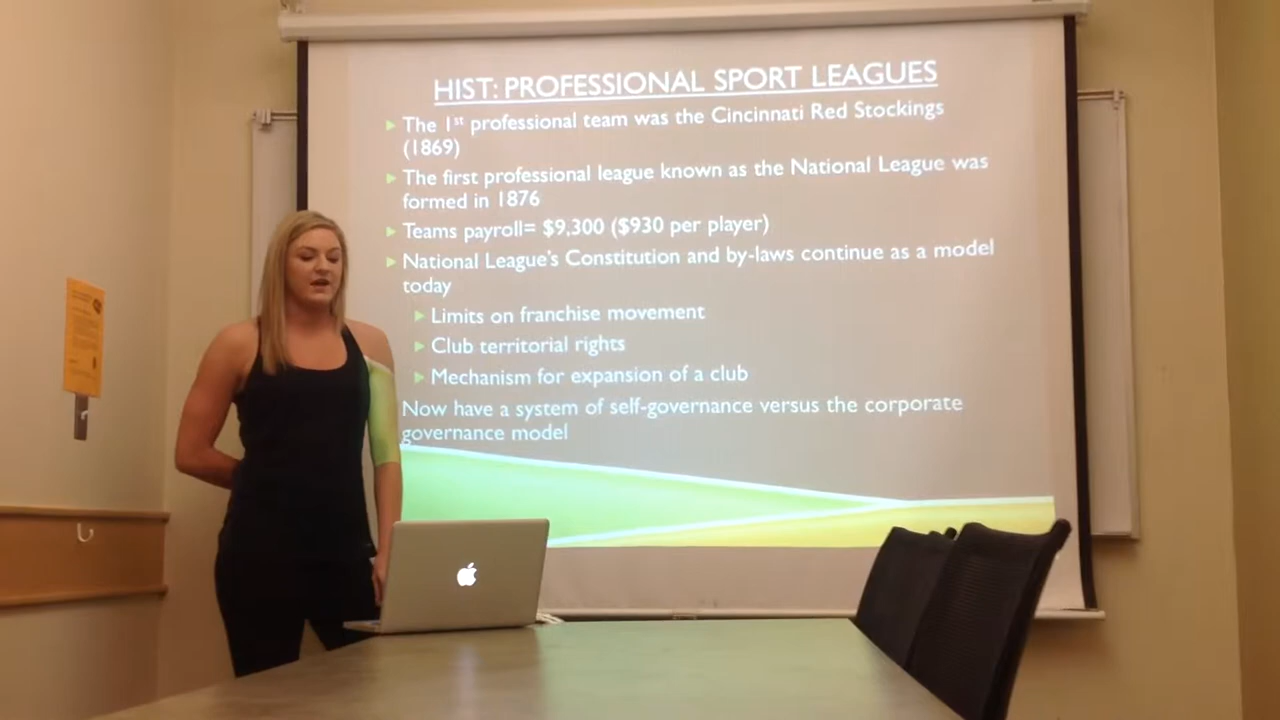 HIST: PROFESSIONAL SPORT LEAGUES
The 1st professional team was the Cincinnati Red Stockings
(1869)
The first professional league known as the National League was
formed in 1876
Teams payroll= $9,300 ($930 per player)
National League's Constitution and by-laws continue as a model
today
Limits on franchise movement
Club territorial rights
Mechanism for expansion of a club
Now have a system of self-governance versus the corporate
governance model